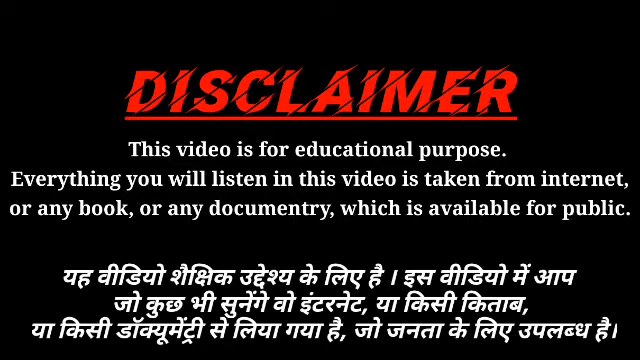 DISCLAIMER
This video is for educational purpose.
Everything you will listen in this video is taken from internet,
or any book, or any documentry, which is available for public.
यह वीडियो शैक्षिक उद्देश्य के लिए है । इस वीडियो में आप
जो कुछ भी सुनेंगे वो इंटरनेट, या किसी किताब,
या किसी डॉक्यूमेंट्री से लिया गया है, जो जनता के लिए उपलब्ध है।